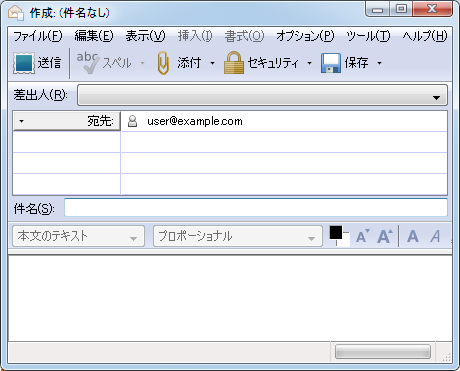 作成: (件名なし)
ファイル(F) 編集(E) 表示(V) 挿入(I) 書式(O) オプション(P) ツール(T) ヘルプ(H)
送信 abc スペル 添付 セキュリティ 保存
差出人(R):
宛先: user@example.com
件名(S):
本文のテキスト プロポーショナル A A A A